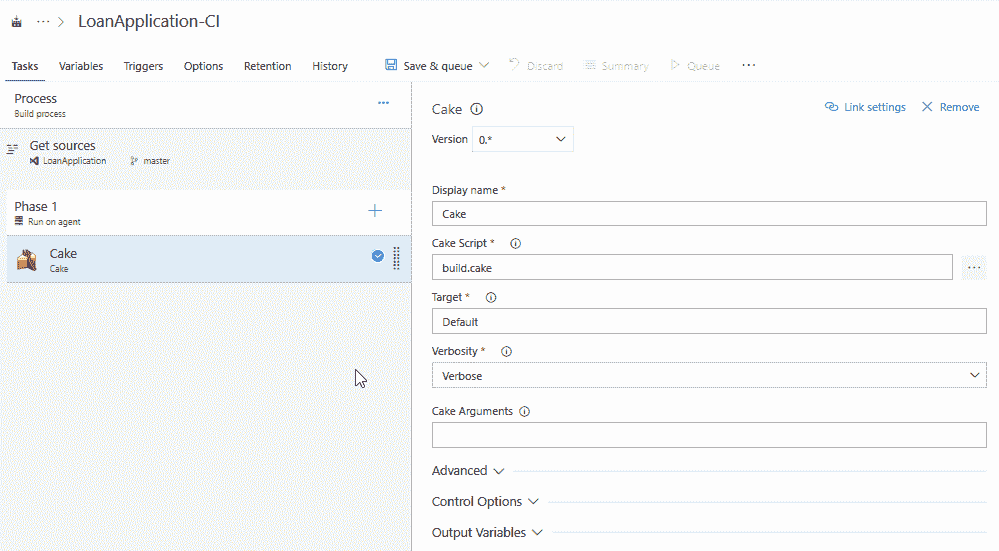 ··· > LoanApplication-CI
Tasks Variables Triggers Options Retention History Save & queue Discard Summary Queue ···
Process ···
Build process
Get sources
LoanApplication master
Phase 1
Run on agent
Cake
Cake
Cake Link settings Remove
Version 0.*
Display name *
Cake
Cake Script *
build.cake ···
Target *
Default
Verbosity *
Verbose
Cake Arguments
Advanced
Control Options
Output Variables